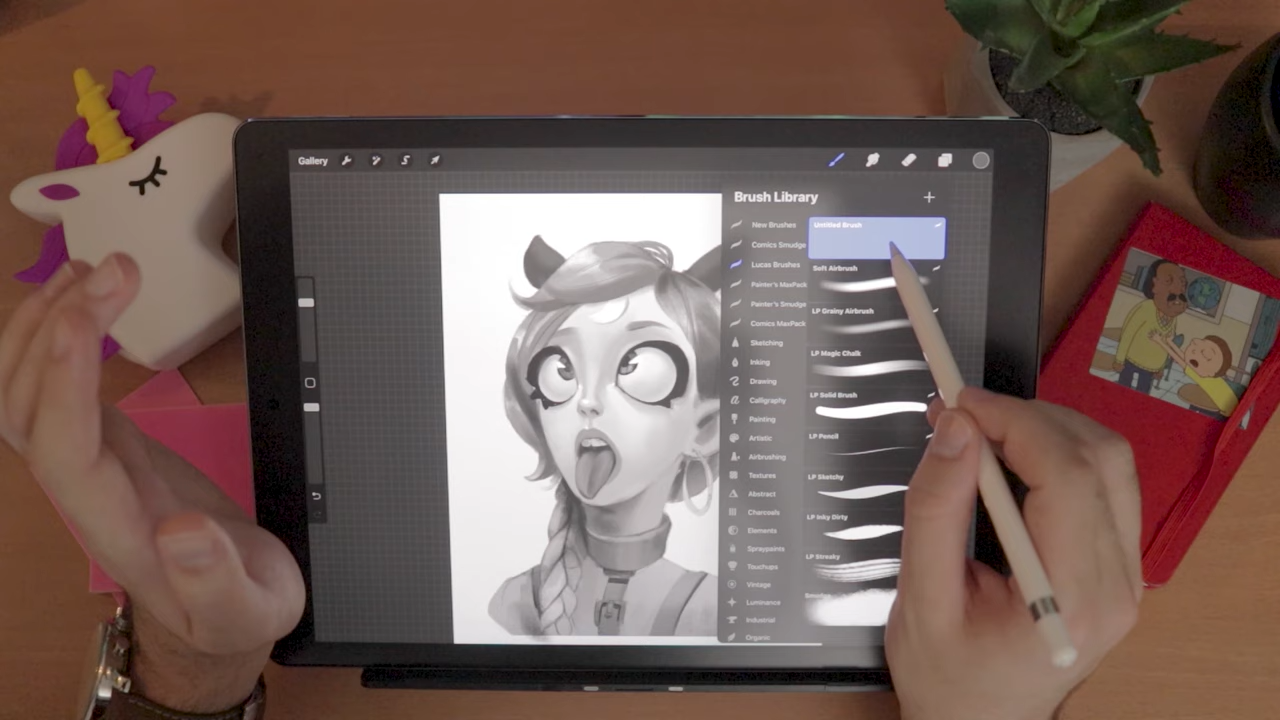 Gallery
Brush Library
New Brushes
Comics Smudge
Lucas Brushes
Painter's MaxPack
Painter's Smudge
Comics MaxPack
Sketching
Inking
Drawing
Calligraphy
Painting
Artistic
Airbrushing
Textures
Abstract
Charcoals
Elements
Spraypaints
Touchups
Vintage
Luminance
Industrial
Organic
Untitled Brush
Soft Airbrush
LP Grainy Airbrush
LP Magic Chalk
LP Solid Brush
LP Pencil
LP Sketchy
LP Inky Dirty
LP Streaky